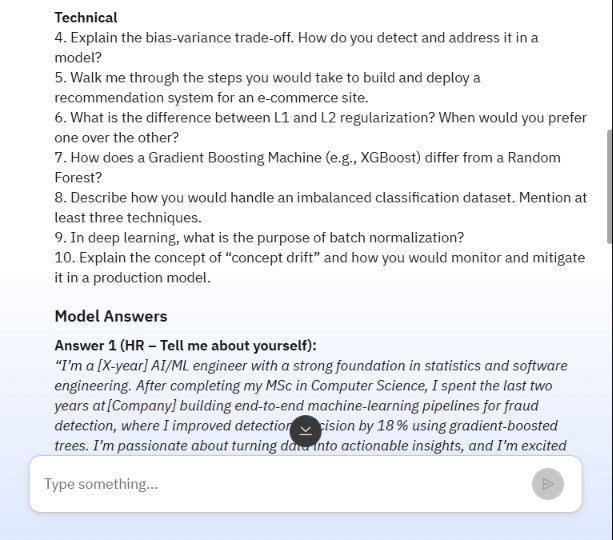 Technical
4. Explain the bias-variance trade-off. How do you detect and address it in a
model?
5. Walk me through the steps you would take to build and deploy a
recommendation system for an e-commerce site.
6. What is the difference between L1 and L2 regularization? When would you prefer
one over the other?
7. How does a Gradient Boosting Machine (e.g., XGBoost) differ from a Random
Forest?
8. Describe how you would handle an imbalanced classification dataset. Mention at
least three techniques.
9. In deep learning, what is the purpose of batch normalization?
10. Explain the concept of “concept drift” and how you would monitor and mitigate
it in a production model.
Model Answers
Answer 1 (HR – Tell me about yourself):
“I’m a [X-year] AI/ML engineer with a strong foundation in statistics and software
engineering. After completing my MSc in Computer Science, I spent the last two
years at [Company] building end-to-end machine-learning pipelines for fraud
detection, where I improved detection cision by 18 % using gradient-boosted
trees. I’m passionate about turning data into actionable insights, and I’m excited
Type something...